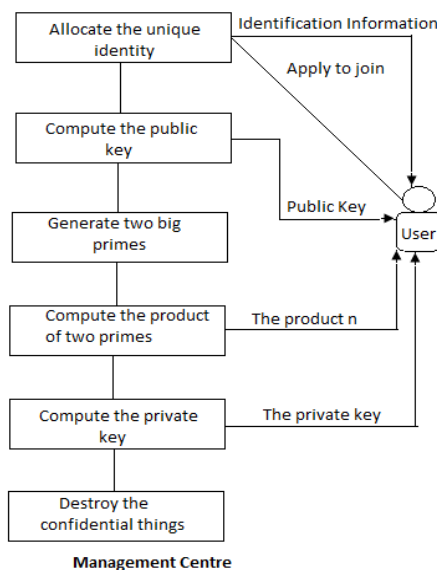 Allocate the unique
identity
Identification Information
Apply to join
Compute the public
key
Public Key
User
Generate two big
primes
Compute the product
of two primes
The product n
Compute the private
key
The private key
Destroy the
confidential things
Management Centre